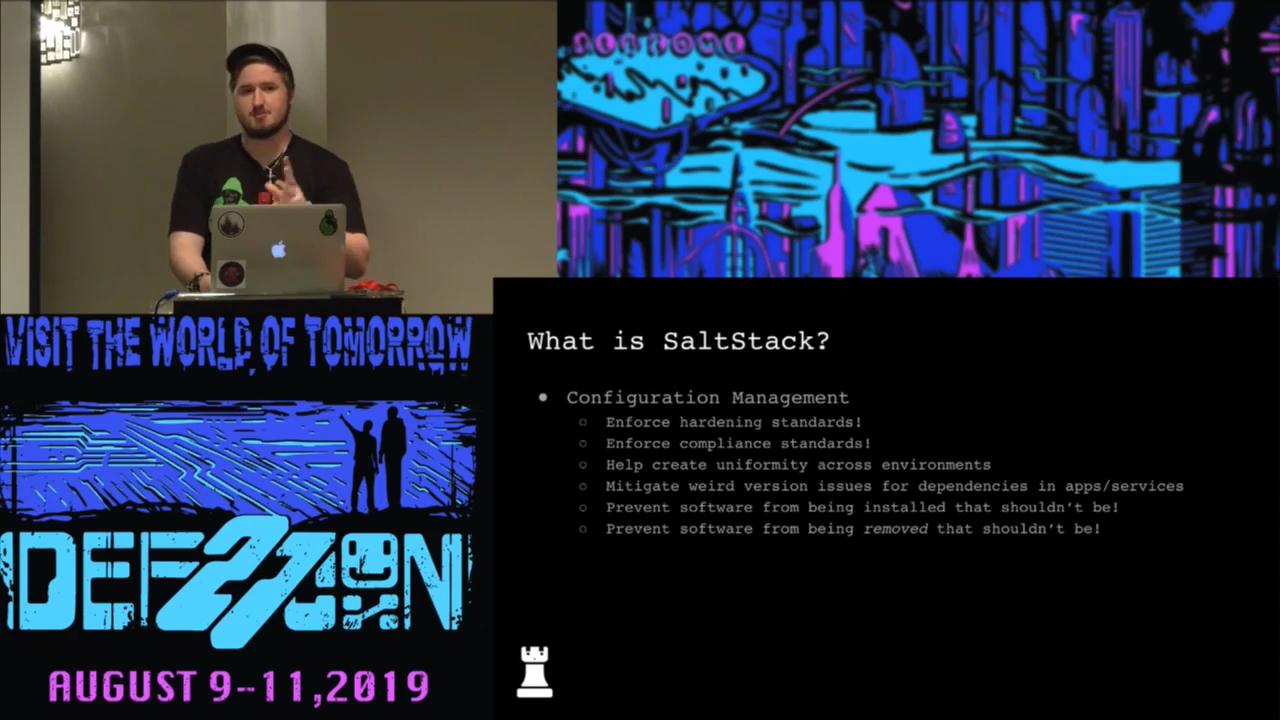 WELCOME
What is SaltStack?
● Configuration Management
○ Enforce hardening standards!
○ Enforce compliance standards!
○ Help create uniformity across environments
○ Mitigate weird version issues for dependencies in apps/services
○ Prevent software from being installed that shouldn't be!
○ Prevent software from being removed that shouldn't be!
VISIT THE WORLD OF TOMORROW
DEF 27 CON
AUGUST 9--11,2019